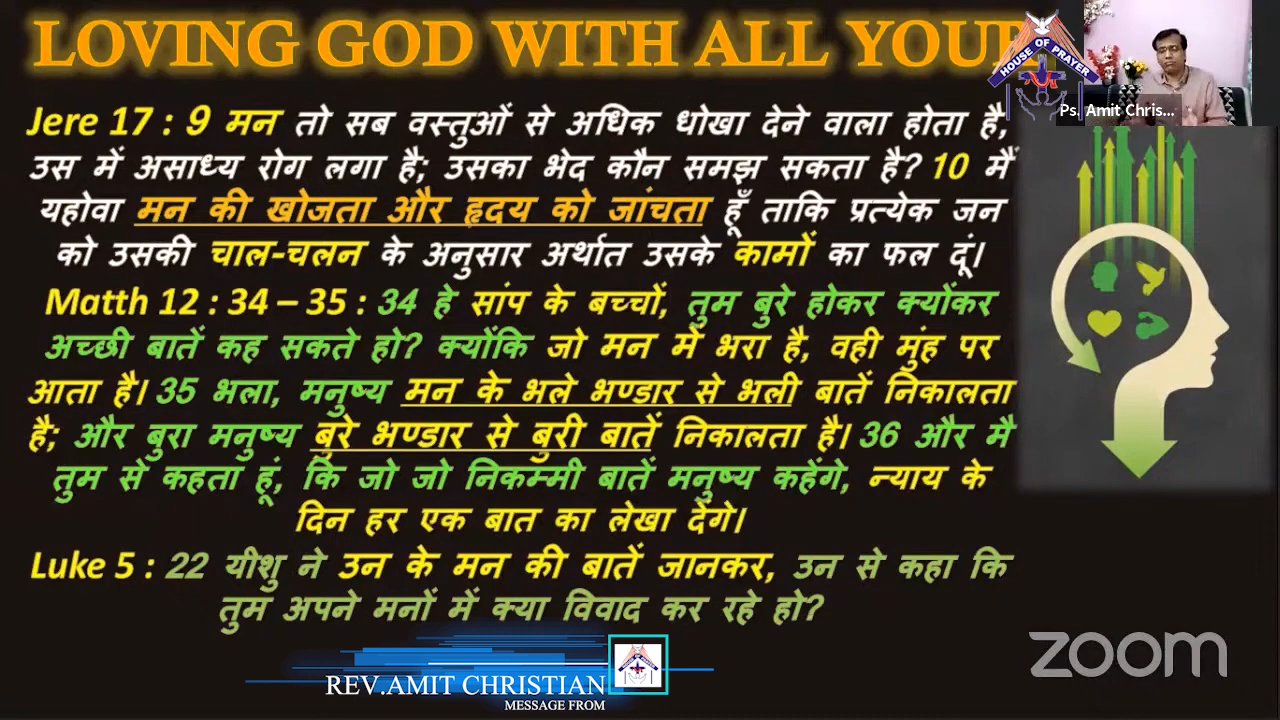 LOVING GOD WITH ALL YOUR
HOUSE OF PRAYER
Ps. Amit Chris...
Jere 17 : 9 मन तो सब वस्तुओं से अधिक धोखा देने वाला होता है,
उस में असाध्य रोग लगा है; उसका भेद कौन समझ सकता है? 10 मैं
यहोवा मन की खोजता और हृदय को जांचता हूँ ताकि प्रत्येक जन
को उसकी चाल-चलन के अनुसार अर्थात उसके कामों का फल दूं।
Matth 12 : 34 – 35 : 34 हे सांप के बच्चों, तुम बुरे होकर क्योंकर
अच्छी बातें कह सकते हो? क्योंकि जो मन में भरा है, वही मुंह पर
आता है। 35 भला, मनुष्य मन के भले भण्डार से भली बातें निकालता
है; और बुरा मनुष्य बुरे भण्डार से बुरी बातें निकालता है। 36 और मै
तुम से कहता हूं, कि जो जो निकम्मी बातें मनुष्य कहेंगे, न्याय के
दिन हर एक बात का लेखा देंगे।
Luke 5 : 22 यीशु ने उन के मन की बातें जानकर, उन से कहा कि
तुम अपने मनों में क्या विवाद कर रहे हो?
zoom
REV.AMIT CHRISTIAN
MESSAGE FROM